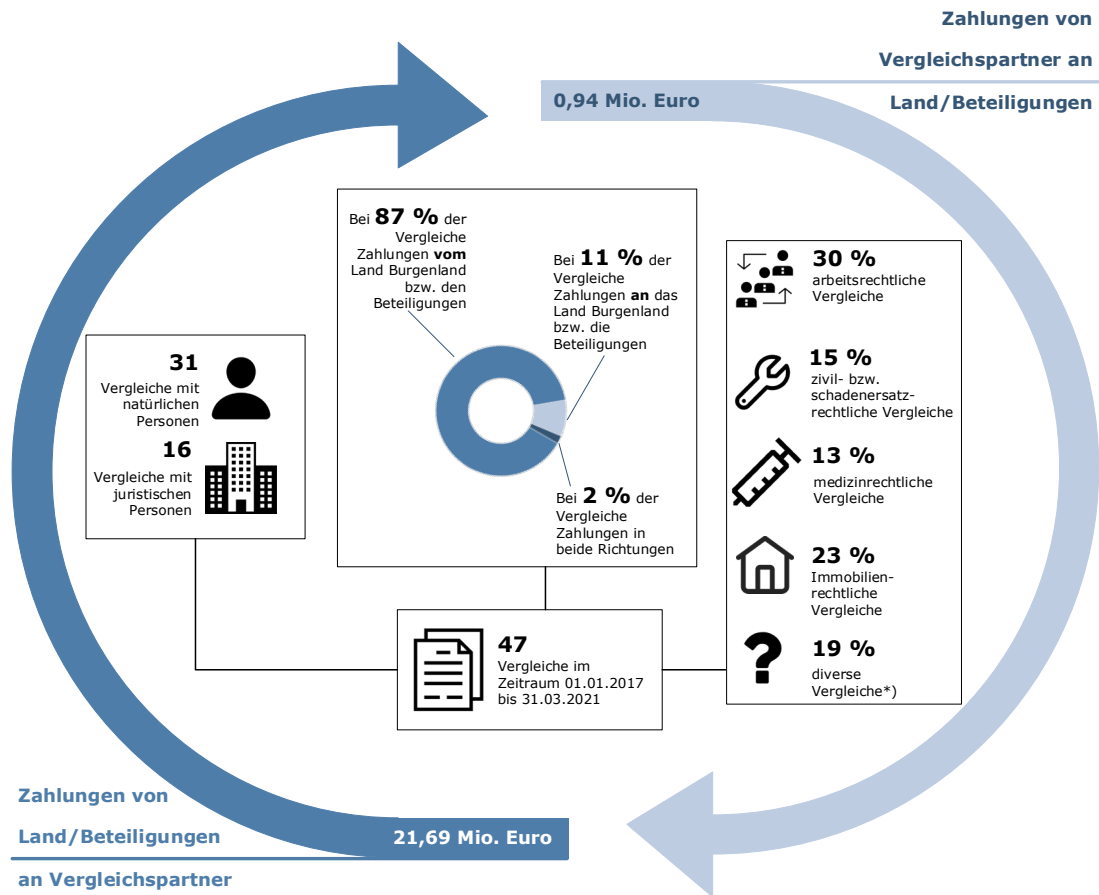 Zahlungen von
Vergleichspartner an
Land/Beteiligungen
0,94 Mio. Euro
Bei 87 % der
Vergleiche
Zahlungen vom
Land Burgenland
bzw. den
Beteiligungen
Bei 11 % der
Vergleiche
Zahlungen an das
Land Burgenland
bzw. die
Beteiligungen
Bei 2 % der
Vergleiche
Zahlungen in
beide Richtungen
31
Vergleiche mit
natürlichen
Personen
16
Vergleiche mit
juristischen
Personen
30 %
arbeitsrechtliche
Vergleiche
15 %
zivil- bzw.
schadenersatz-
rechtliche Vergleiche
13 %
medizinrechtliche
Vergleiche
23 %
Immobilien-
rechtliche
Vergleiche
19 %
diverse
Vergleiche*)
47
Vergleiche im
Zeitraum 01.01.2017
bis 31.03.2021
Zahlungen von
Land/Beteiligungen
an Vergleichspartner
21,69 Mio. Euro